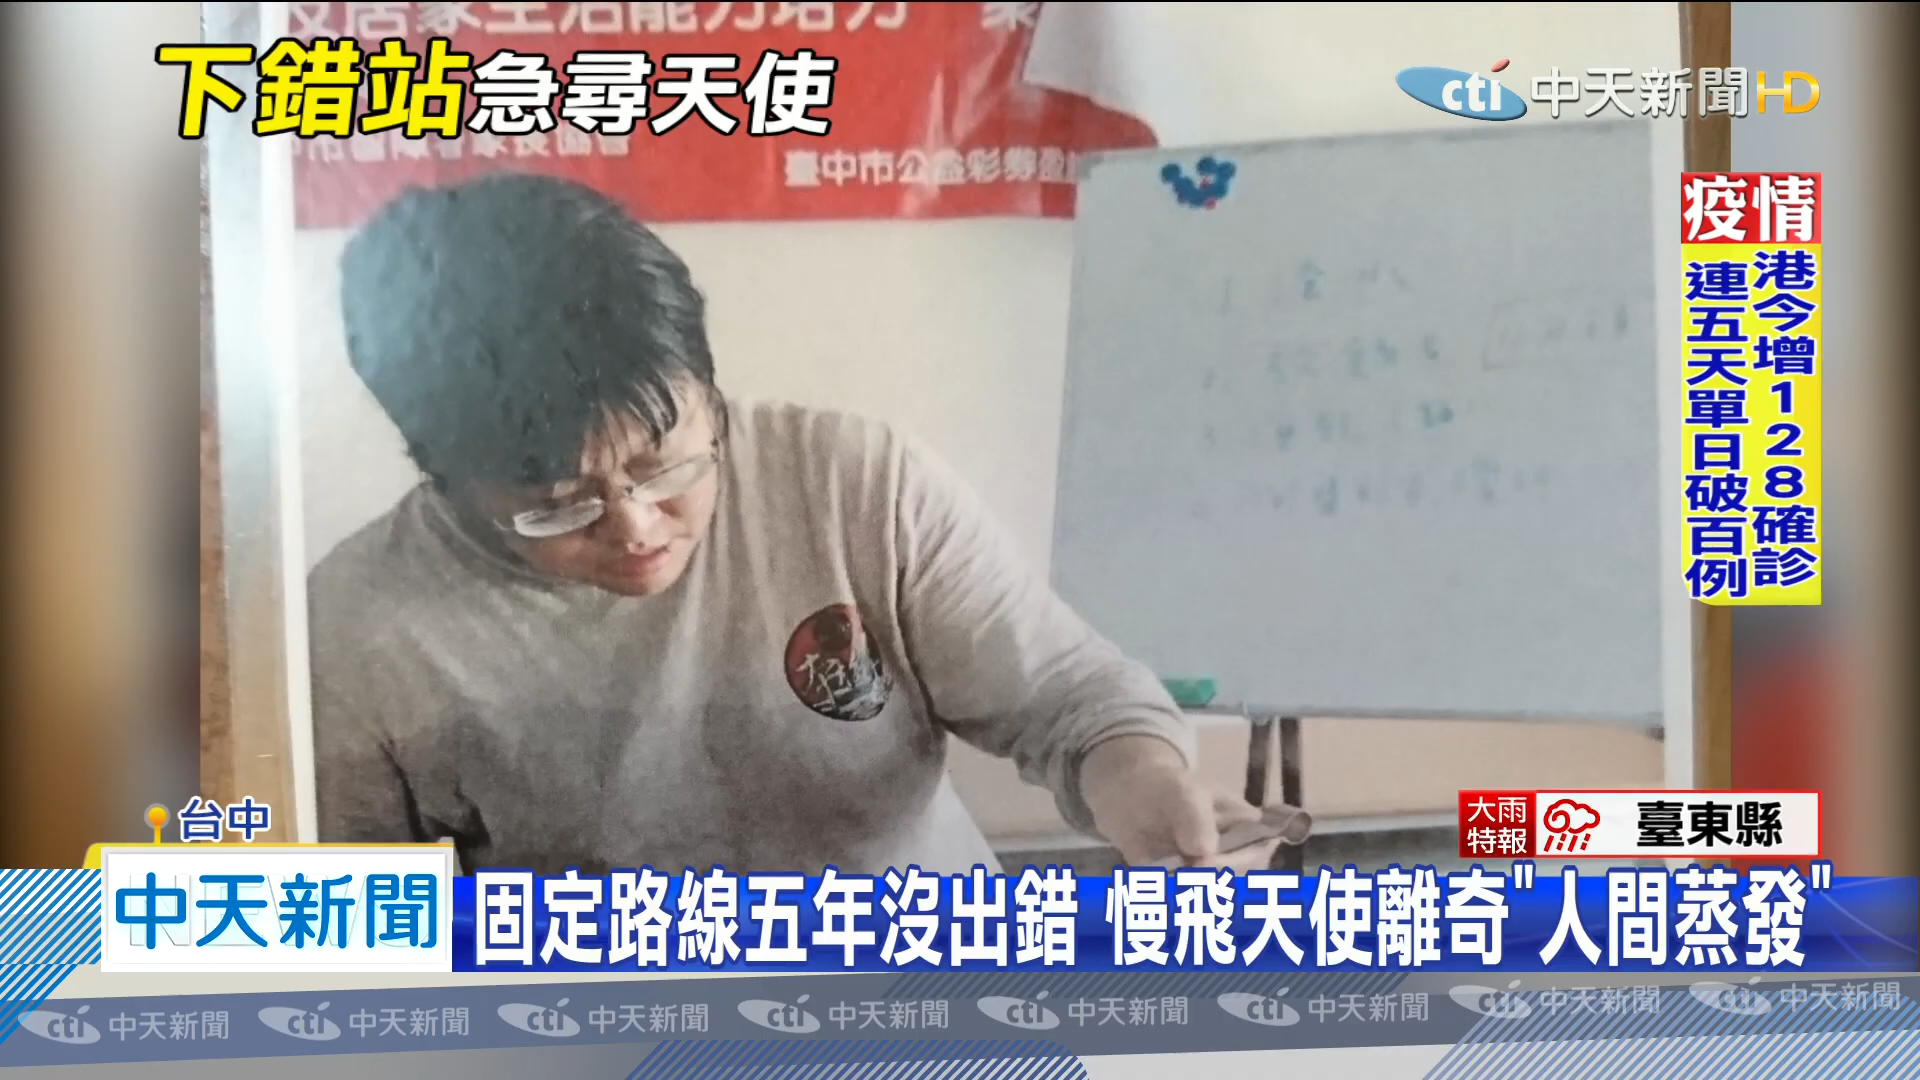 下錯站急尋天使
cti 中天新聞HD
臺中市公益彩券盈
疫情
港今增128確診
連五天單日破百例
台中
大雨
特報
臺東縣
中天新聞
固定路線五年沒出錯 慢飛天使離奇"人間蒸發"
cti 中天新聞 cti 中天新聞 cti 中天新聞 cti 中天新聞 cti 中天新聞 cti 中天新聞 cti 中天新聞 cti 中天新聞